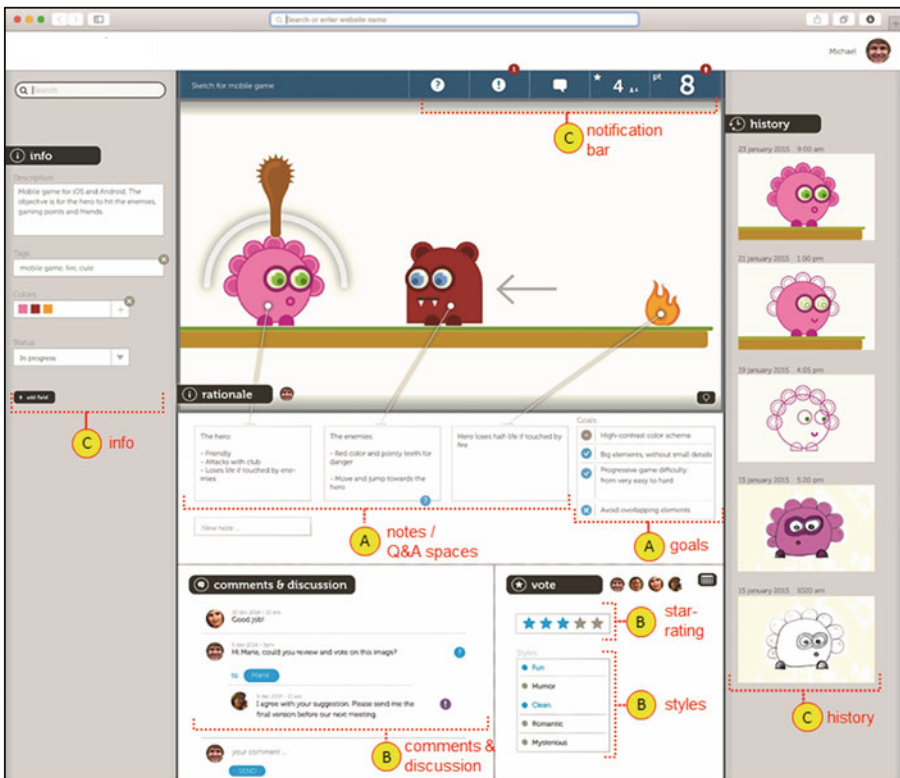 Search or enter website name
Michael
Search
Sketch for mobile game
?
!
1
4
pt
8
C notification
bar
info
Description:
Mobile game for iOS and Android. The
objective is for the hero to hit the enemies,
gaming points and friends.
Tags
mobile game, fire, cute
Colors
+
Status
In progress
+ add field
C info
rationale
The hero:
- Friendly
- Attacks with club
- Loses life if touched by ene-
mies
The enemies:
- Red color and pointy teeth for
danger
- Move and jump towards the
hero
?
Hero loses half-life if touched by
fire
Goals:
High-contrast color scheme
Big elements, without small details
Progressive game difficulty
from very easy to hard
Avoid overlapping elements
New note ...
A notes /
Q&A spaces
A goals
comments & discussion
Good job!
Hi Marie, could you review and vote on this image?
?
to Marie
I agree with your suggestion. Please send me the
final version before our next meeting.
!
your comment ...
SEND
B comments &
discussion
vote
B star-
rating
Styles
Fun
Humor
Clean
Romantic
Mysterious
B styles
history
23 january 2015 9:00 am
21 january 2015 1:00 pm
19 january 2015 4:05 pm
15 january 2015 5:20 pm
15 january 2015 1020 am
C history